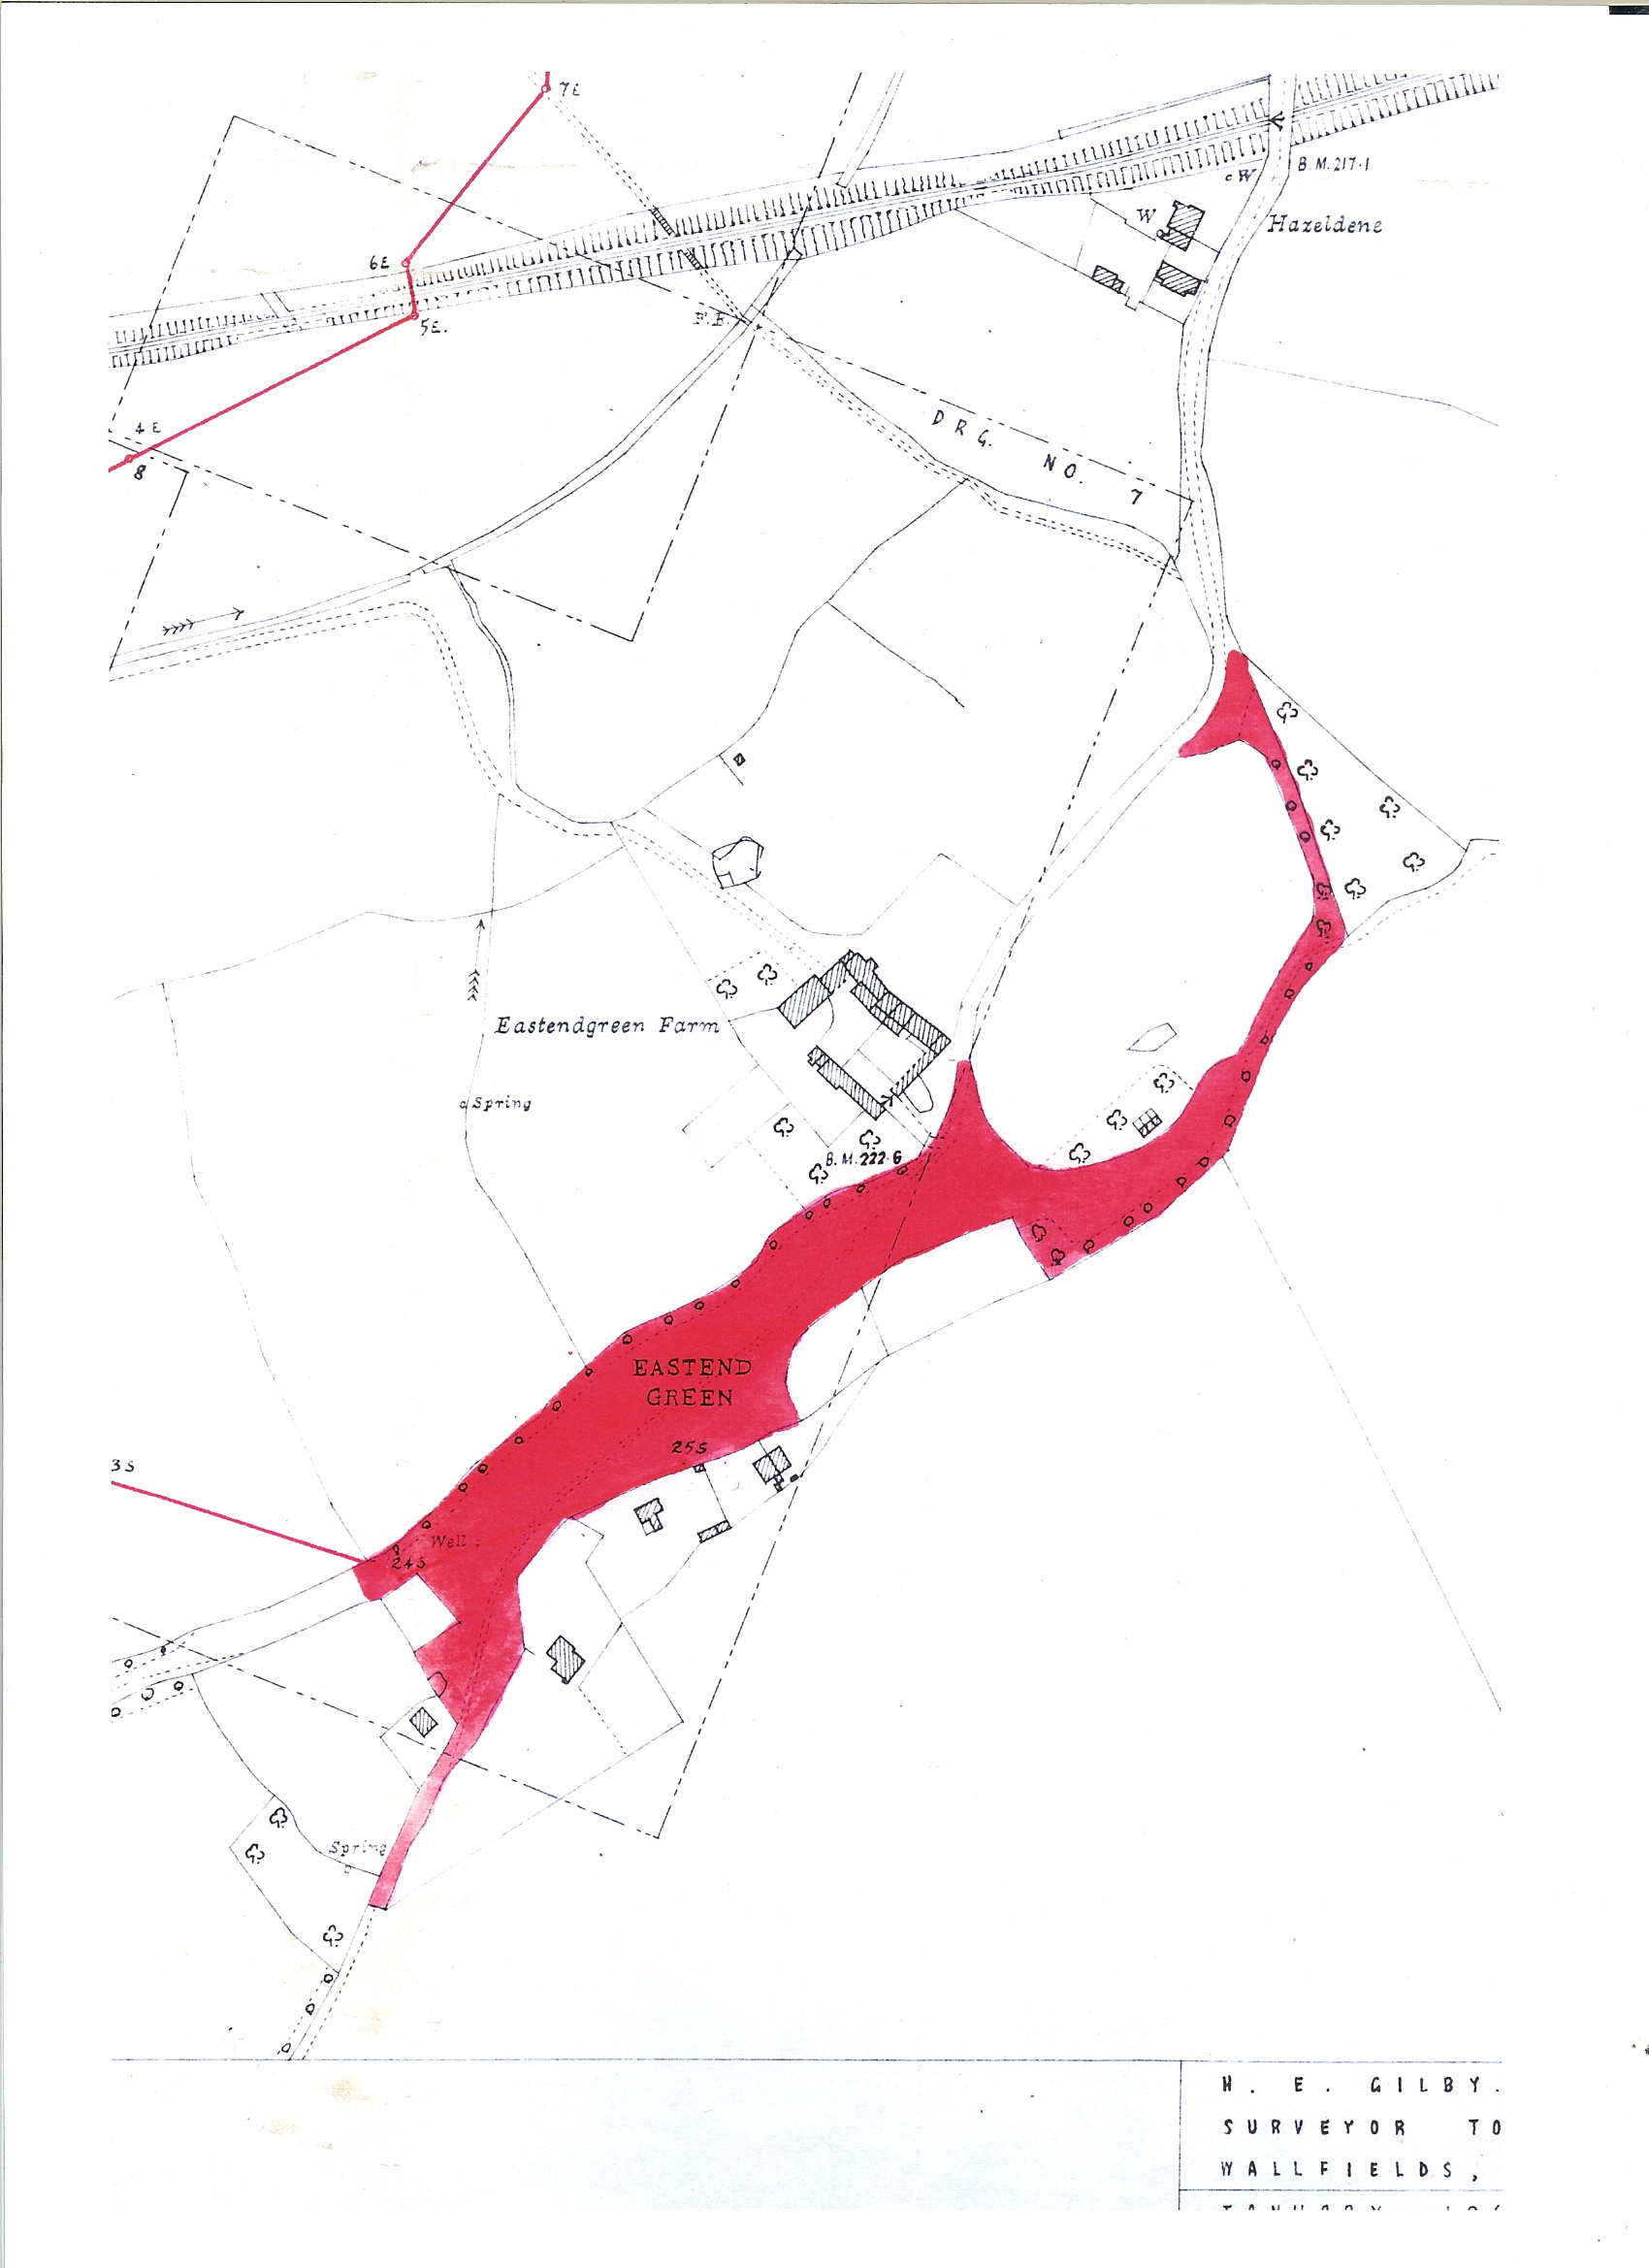 7E
B.M.217·1
W
W
Hazeldene
6E
5E.
F.B.
4E
8
DRG. NO. 7
Eastendgreen Farm
Spring
B.M.222·6
EASTEND
GREEN
25S
3S
Well
24S
Spring
H. E. GILBY.
SURVEYOR TO
WALLFIELDS,